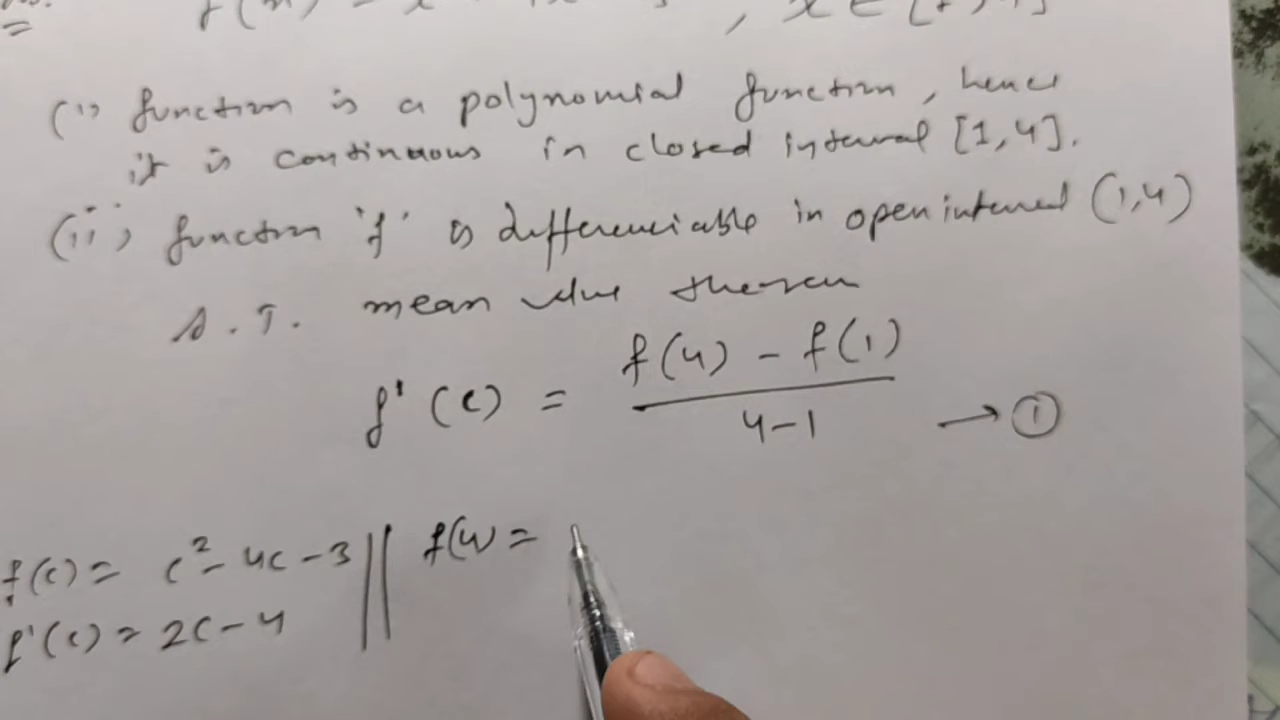 (i) function is a polynomial function, hence
it is continuous in closed interval [1,4].
(ii) function 'f' is differenciable in open interval (1,4)
A.T. mean value theorem
f'(c) = f(4) - f(1) / 4-1 → ①
f(c) = c² - 4c - 3 || f(4) =
f'(c) = 2c - 4